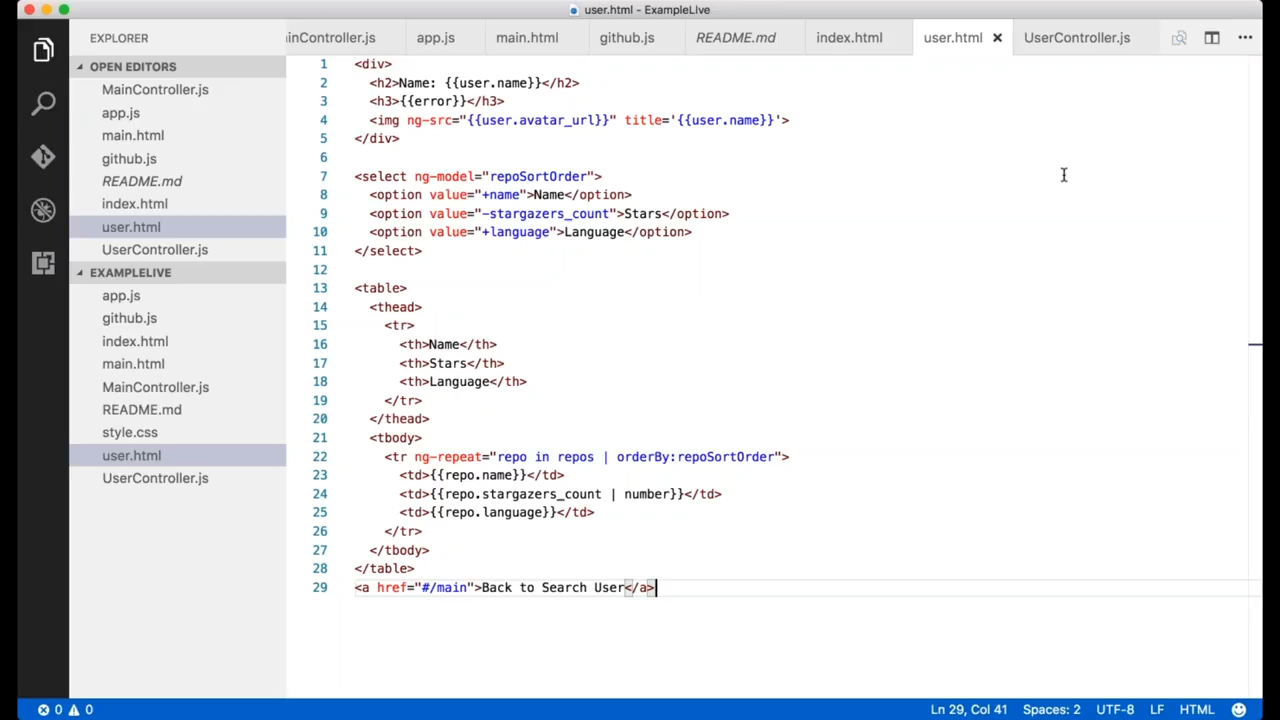 user.html - ExampleLive
EXPLORER
OPEN EDITORS
MainController.js
app.js
main.html
github.js
README.md
index.html
user.html
UserController.js
EXAMPLELIVE
app.js
github.js
index.html
main.html
MainController.js
README.md
style.css
user.html
UserController.js
inController.js app.js main.html github.js README.md index.html user.html UserController.js
1 <div>
2 <h2>Name: {{user.name}}</h2>
3 <h3>{{error}}</h3>
4 <img ng-src="{{user.avatar_url}}" title='{{user.name}}'>
5 </div>
6
7 <select ng-model="repoSortOrder">
8 <option value="+name">Name</option>
9 <option value="-stargazers_count">Stars</option>
10 <option value="+language">Language</option>
11 </select>
12
13 <table>
14 <thead>
15 <tr>
16 <th>Name</th>
17 <th>Stars</th>
18 <th>Language</th>
19 </tr>
20 </thead>
21 <tbody>
22 <tr ng-repeat="repo in repos | orderBy:repoSortOrder">
23 <td>{{repo.name}}</td>
24 <td>{{repo.stargazers_count | number}}</td>
25 <td>{{repo.language}}</td>
26 </tr>
27 </tbody>
28 </table>
29 <a href="#/main">Back to Search User</a>
0 0 Ln 29, Col 41 Spaces: 2 UTF-8 LF HTML